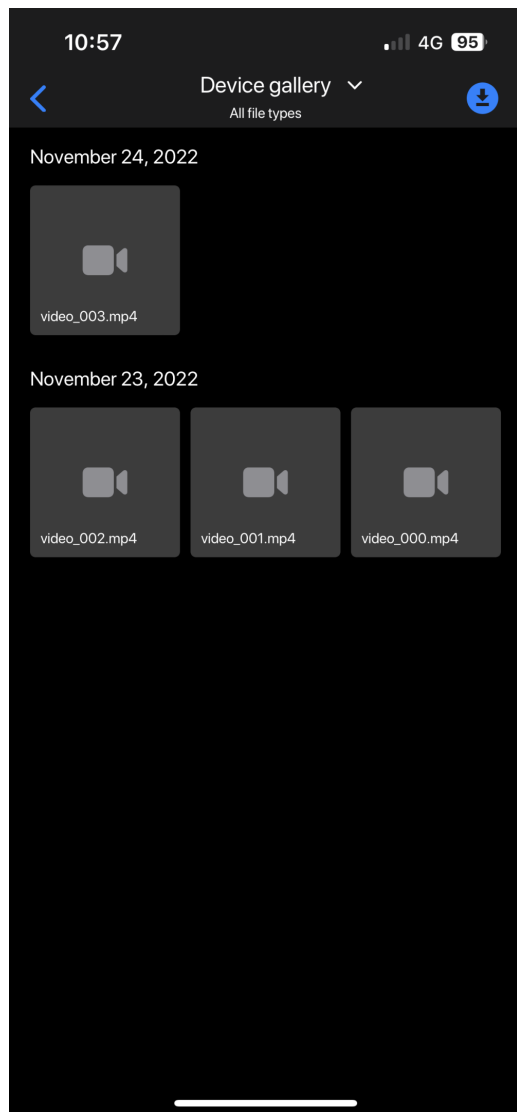 10:57
4G 95
Device gallery
All file types
November 24, 2022
video_003.mp4
November 23, 2022
video_002.mp4 video_001.mp4 video_000.mp4